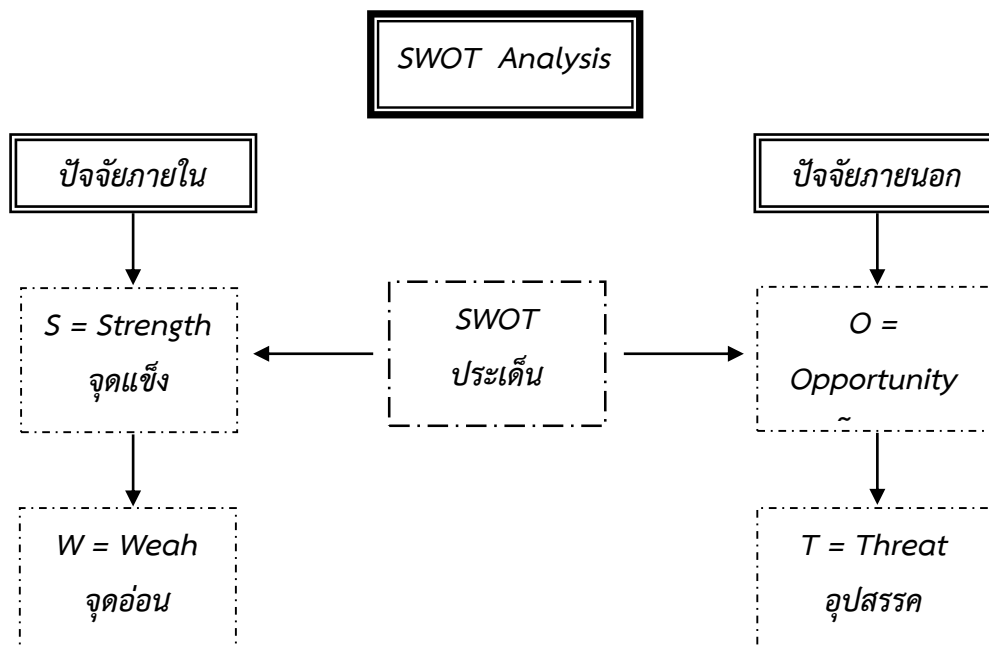 SWOT Analysis
ปัจจัยภายใน
ปัจจัยภายนอก
S = Strength
จุดแข็ง
SWOT
ประเด็น
O =
Opportunity
W = Weah
จุดอ่อน
T = Threat
อุปสรรค